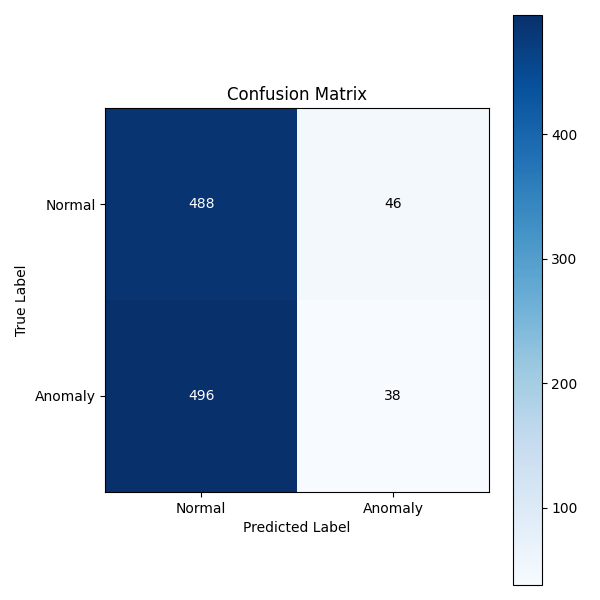 Confusion Matrix
True Label
Normal
488
46
Anomaly
496
38
Normal
Anomaly
Predicted Label
400
300
200
100